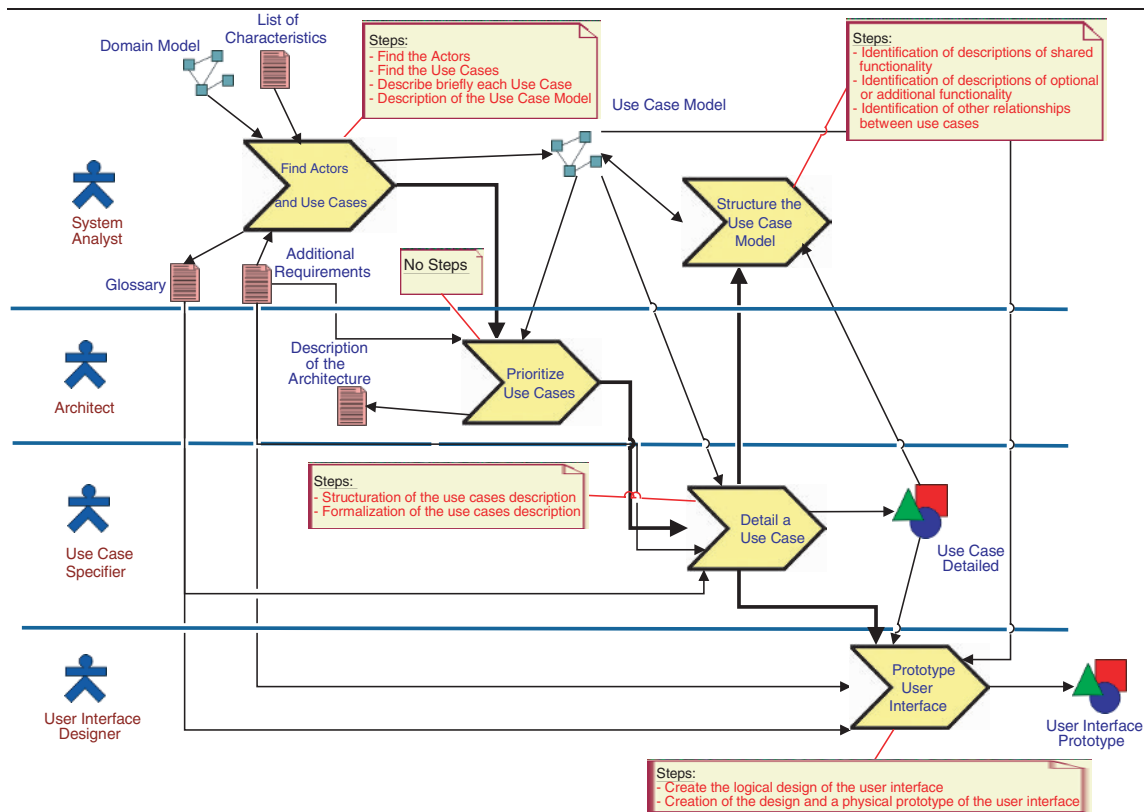 List of
Characteristics
Domain Model
Steps:
- Find the Actors
- Find the Use Cases
- Describe briefly each Use Case
- Description of the Use Case Model
Steps:
- Identification of descriptions of shared
functionality
- Identification of descriptions of optional
or additional functionality
- Identification of other relationships
between use cases
Use Case Model
Find Actors
and Use Cases
Structure the
Use Case
Model
System
Analyst
Glossary
Additional
Requirements
No Steps
Description
of the
Architecture
Prioritize
Use Cases
Architect
Steps:
- Structuration of the use cases description
- Formalization of the use cases description
Detail a
Use Case
Use Case
Detailed
Use Case
Specifier
Prototype
User
Interface
User Interface
Designer
User Interface
Prototype
Steps:
- Create the logical design of the user interface
- Creation of the design and a physical prototype of the user interface